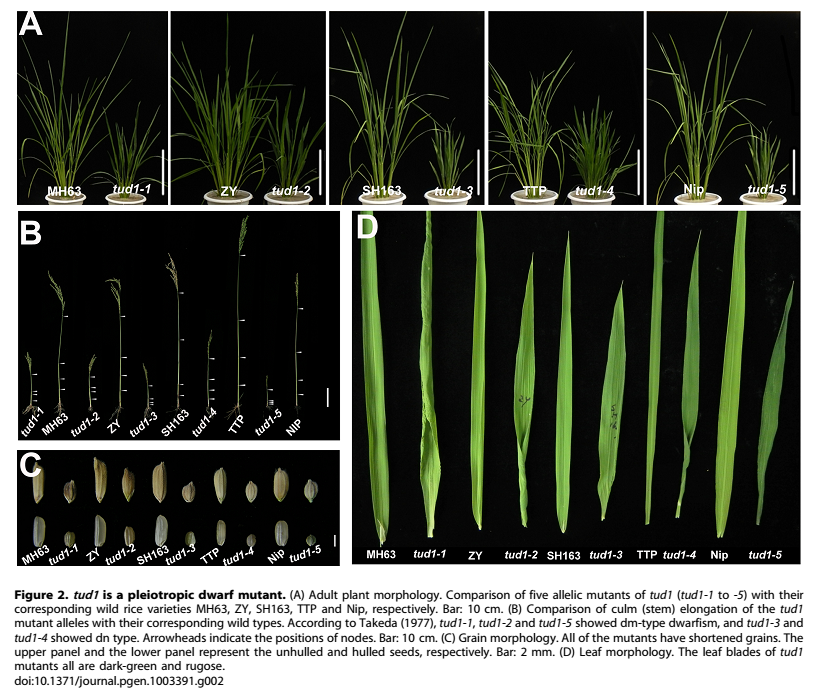 A
MH63 tud1-1 ZY tud1-2 SH163 tud1-3 TTP tud1-4 Nip tud1-5
B
tud1-1 MH63 tud1-2 ZY tud1-3 SH163 tud1-4 TTP tud1-5 NIP
C
MH63 tud1-1 ZY tud1-2 SH163 tud1-3 TTP tud1-4 Nip tud1-5
D
MH63 tud1-1 ZY tud1-2 SH163 tud1-3 TTP tud1-4 Nip tud1-5
Figure 2. tud1 is a pleiotropic dwarf mutant. (A) Adult plant morphology. Comparison of five allelic mutants of tud1 (tud1-1 to -5) with their
corresponding wild rice varieties MH63, ZY, SH163, TTP and Nip, respectively. Bar: 10 cm. (B) Comparison of culm (stem) elongation of the tud1
mutant alleles with their corresponding wild types. According to Takeda (1977), tud1-1, tud1-2 and tud1-5 showed dm-type dwarfism, and tud1-3 and
tud1-4 showed dn type. Arrowheads indicate the positions of nodes. Bar: 10 cm. (C) Grain morphology. All of the mutants have shortened grains. The
upper panel and the lower panel represent the unhulled and hulled seeds, respectively. Bar: 2 mm. (D) Leaf morphology. The leaf blades of tud1
mutants all are dark-green and rugose.
doi:10.1371/journal.pgen.1003391.g002